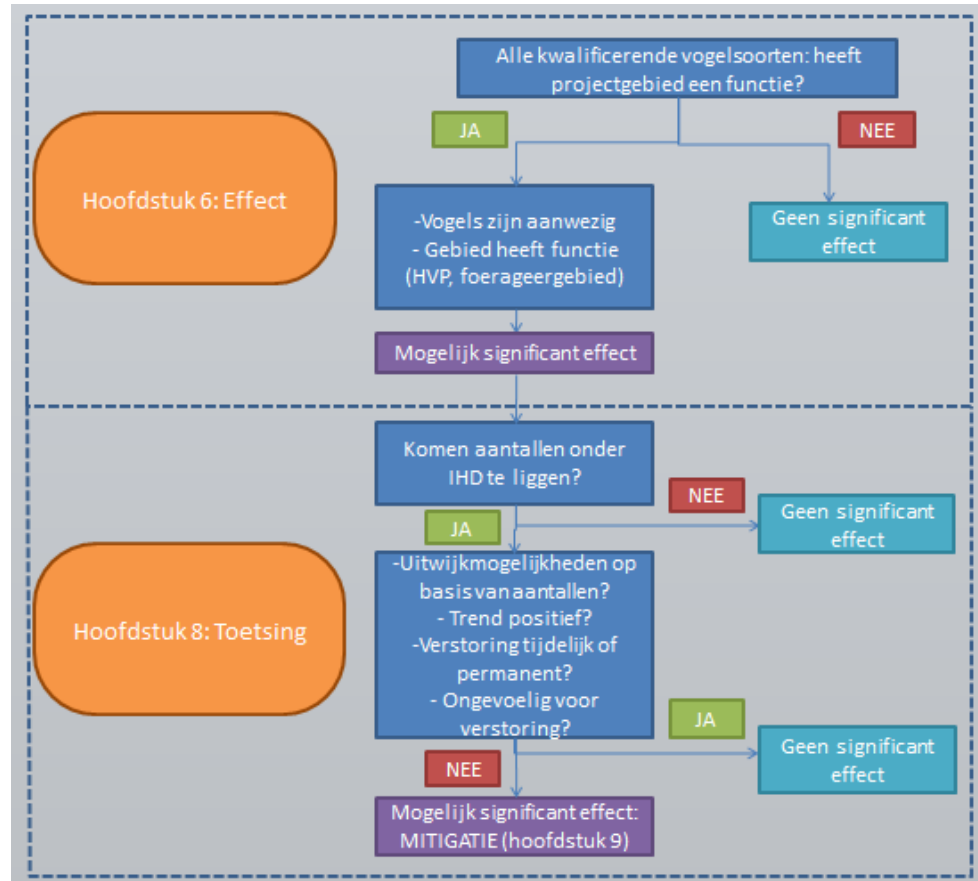 Alle kwalificerende vogelsoorten: heeft
projectgebied een functie?
JA
NEE
Hoofdstuk 6: Effect
-Vogels zijn aanwezig
- Gebied heeft functie
(HVP, foerageergebied)
Geen significant
effect
Mogelijk significant effect
Komen aantallen onder
IHD te liggen?
NEE
JA
Geen significant
effect
Hoofdstuk 8: Toetsing
-Uitwijkmogelijkheden op
basis van aantallen?
- Trend positief?
-Verstoring tijdelijk of
permanent?
- Ongevoelig voor
verstoring?
JA
NEE
Geen significant
effect
Mogelijk significant effect:
MITIGATIE (hoofdstuk 9)